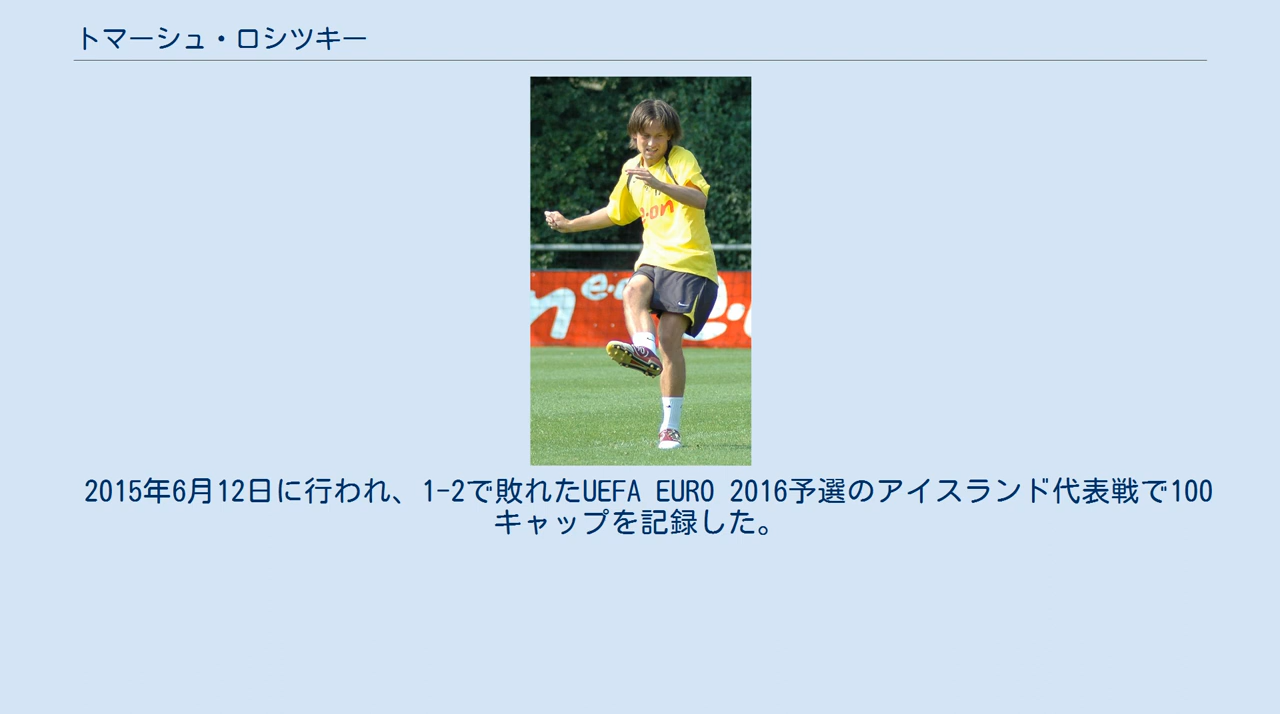 トマーシュ・ロシツキー
e·on
n
e·o
e·o
2015年6月12日に行われ、1-2で敗れたUEFA EURO 2016予選のアイスランド代表戦で100
キャップを記録した。